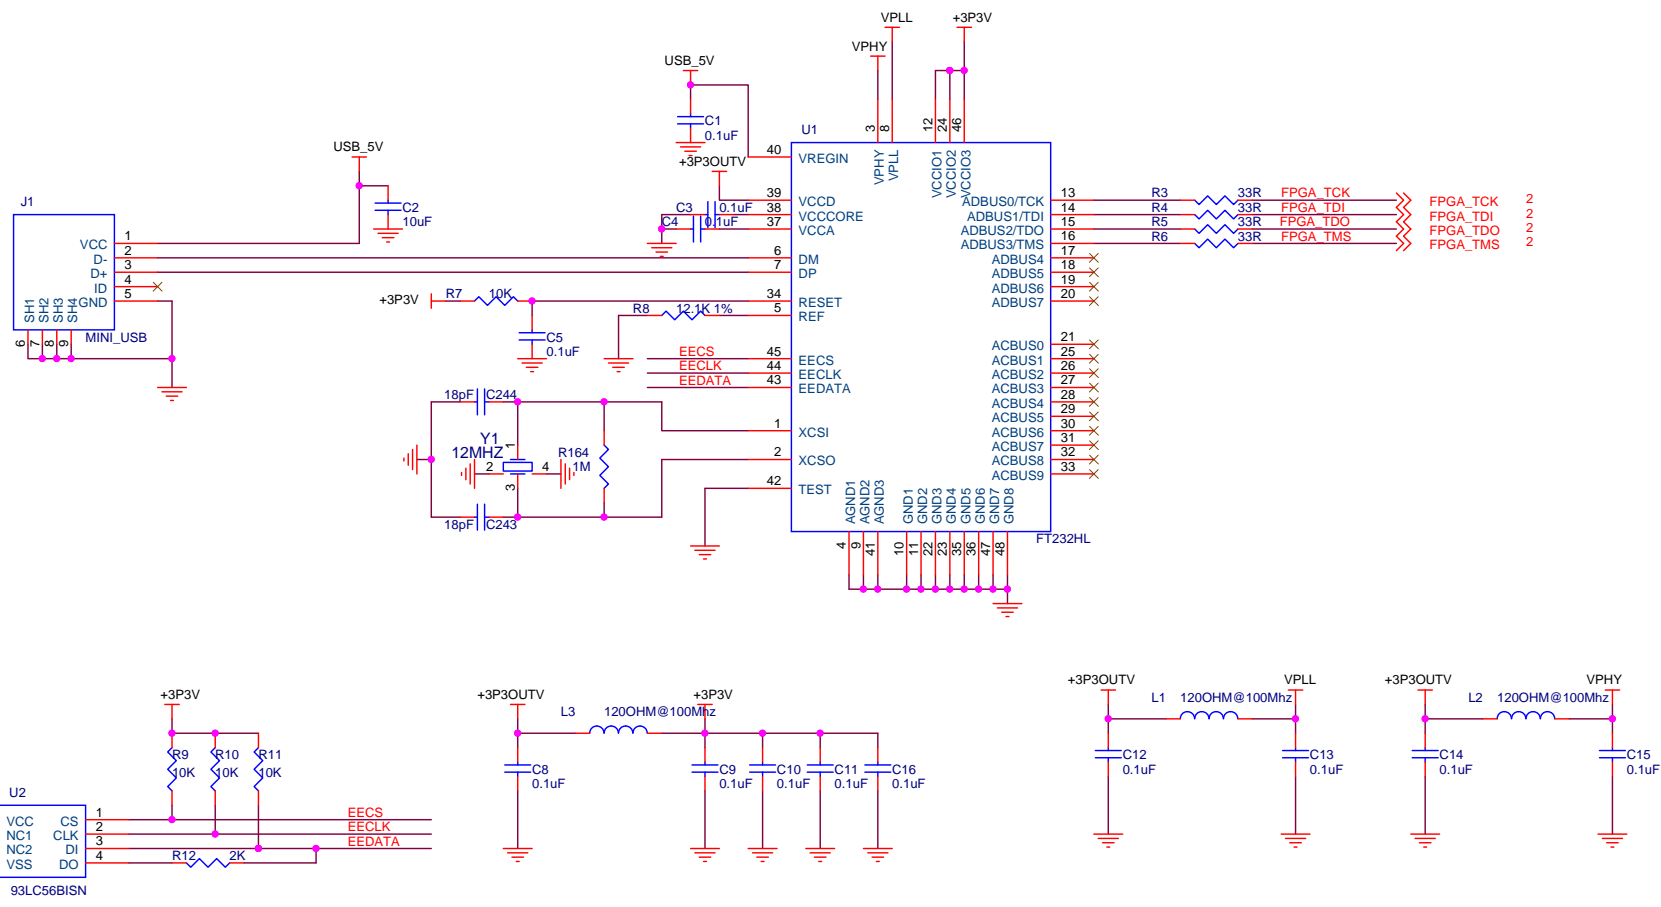 VPLL
+3P3V
VPHY
USB_5V
C1
0.1uF
U1
3
8
12
24
46
+3P3OUTV
40
VREGIN
VPHY
VPLL
VCCIO1
VCCIO2
VCCIO3
USB_5V
C2
10uF
39
VCCD
C3
0.1uF
38
VCCCORE
C4
0.1uF
37
VCCA
ADBUS0/TCK
13
R3
33R
FPGA_TCK
FPGA_TCK
2
ADBUS1/TDI
14
R4
33R
FPGA_TDI
FPGA_TDI
2
ADBUS2/TDO
15
R5
33R
FPGA_TDO
FPGA_TDO
2
ADBUS3/TMS
16
R6
33R
FPGA_TMS
FPGA_TMS
2
J1
VCC
1
D-
2
D+
3
ID
4
GND
5
SH1
SH2
SH3
SH4
6
7
8
9
MINI_USB
6
DM
7
DP
ADBUS4
17
ADBUS5
18
ADBUS6
19
ADBUS7
20
+3P3V
R7
10K
34
RESET
R8
12.1K 1%
5
REF
C5
0.1uF
EECS
45
EECS
EECLK
44
EECLK
EEDATA
43
EEDATA
ACBUS0
21
ACBUS1
25
ACBUS2
26
ACBUS3
27
ACBUS4
28
ACBUS5
29
ACBUS6
30
ACBUS7
31
ACBUS8
32
ACBUS9
33
18pF
C244
1
XCSI
Y1
12MHZ
1
2
4
3
R164
1M
2
XCSO
42
TEST
18pF
C243
AGND1
AGND2
AGND3
GND1
GND2
GND3
GND4
GND5
GND6
GND7
GND8
4
9
41
10
11
22
23
35
36
47
48
FT232HL
+3P3V
R9
10K
R10
10K
R11
10K
U2
VCC
CS
1
EECS
NC1
CLK
2
EECLK
NC2
DI
3
EEDATA
VSS
DO
4
R12
2K
93LC56BISN
+3P3OUTV
L3
120OHM@100Mhz
+3P3V
C8
0.1uF
C9
0.1uF
C10
0.1uF
C11
0.1uF
C16
0.1uF
+3P3OUTV
L1
120OHM@100Mhz
VPLL
C12
0.1uF
C13
0.1uF
+3P3OUTV
L2
120OHM@100Mhz
VPHY
C14
0.1uF
C15
0.1uF